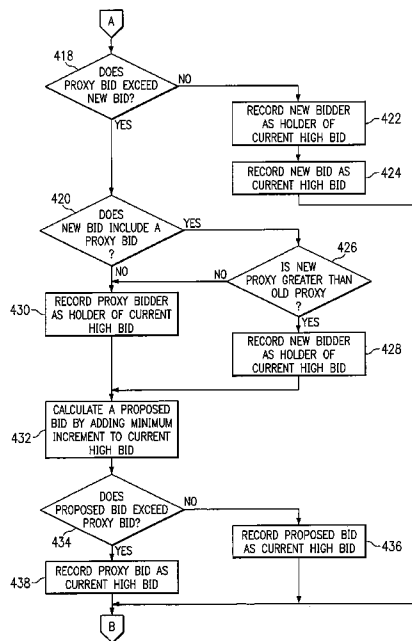 A
418
DOES
PROXY BID EXCEED
NEW BID?
NO
YES
RECORD NEW BIDDER
AS HOLDER OF
CURRENT HIGH BID
422
RECORD NEW BID AS
CURRENT HIGH BID
424
420
DOES
NEW BID INCLUDE A
PROXY BID
?
YES
NO
426
IS NEW
PROXY GREATER THAN
OLD PROXY
?
NO
YES
430
RECORD PROXY BIDDER
AS HOLDER OF CURRENT
HIGH BID
RECORD NEW BIDDER
AS HOLDER OF
CURRENT HIGH BID
428
432
CALCULATE A PROPOSED
BID BY ADDING MINIMUM
INCREMENT TO CURRENT
HIGH BID
DOES
PROPOSED BID EXCEED
PROXY BID?
434
NO
YES
RECORD PROPOSED BID
AS CURRENT HIGH BID
436
438
RECORD PROXY BID AS
CURRENT HIGH BID
B